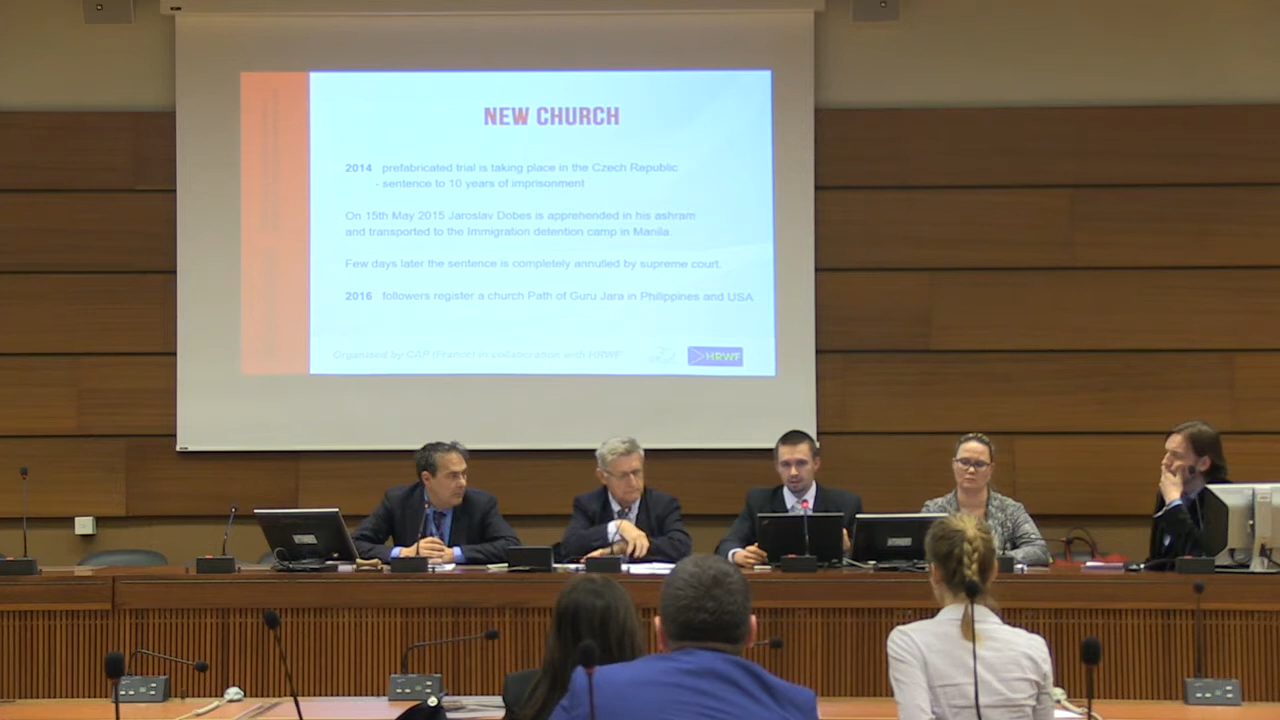 NEW CHURCH
2014 prefabricated trial is taking place in the Czech Republic
- sentence to 10 years of imprisonment
On 15th May 2015 Jaroslav Dobes is apprehended in his ashram
and transported to the Immigration detention camp in Manila.
Few days later the sentence is completely annulled by supreme court.
2016 followers register a church Path of Guru Jara in Philippines and USA
Organised by CAP (France) in collaboration with HRWF
HRWF